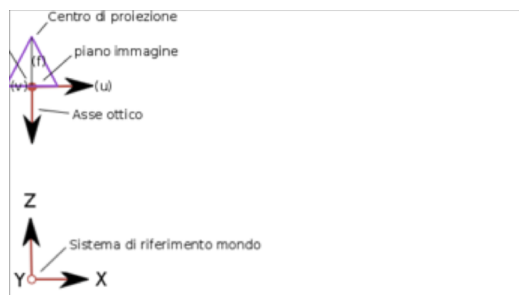 Centro di proiezione
piano immagine
(f)
(v)
(u)
Asse ottico
Z
Sistema di riferimento mondo
Y
X